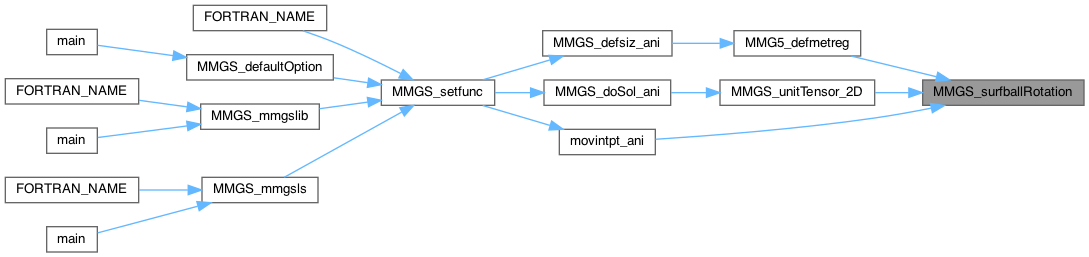 FORTRAN_NAME
main
MMGS_defaultOption
FORTRAN_NAME
MMGS_mmgslib
main
FORTRAN_NAME
MMGS_mmgsls
main
MMGS_setfunc
MMGS_defsiz_ani
MMG5_defmetreg
MMGS_doSol_ani
MMGS_unitTensor_2D
movintpt_ani
MMGS_surfballRotation